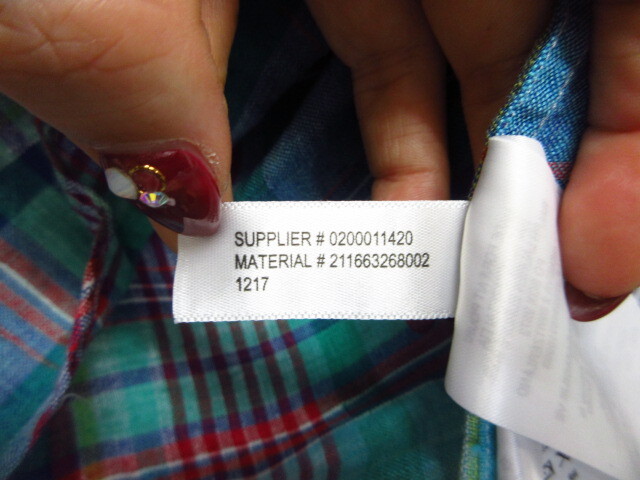 SUPPLIER # 0200011420
MATERIAL # 211663268002
1217